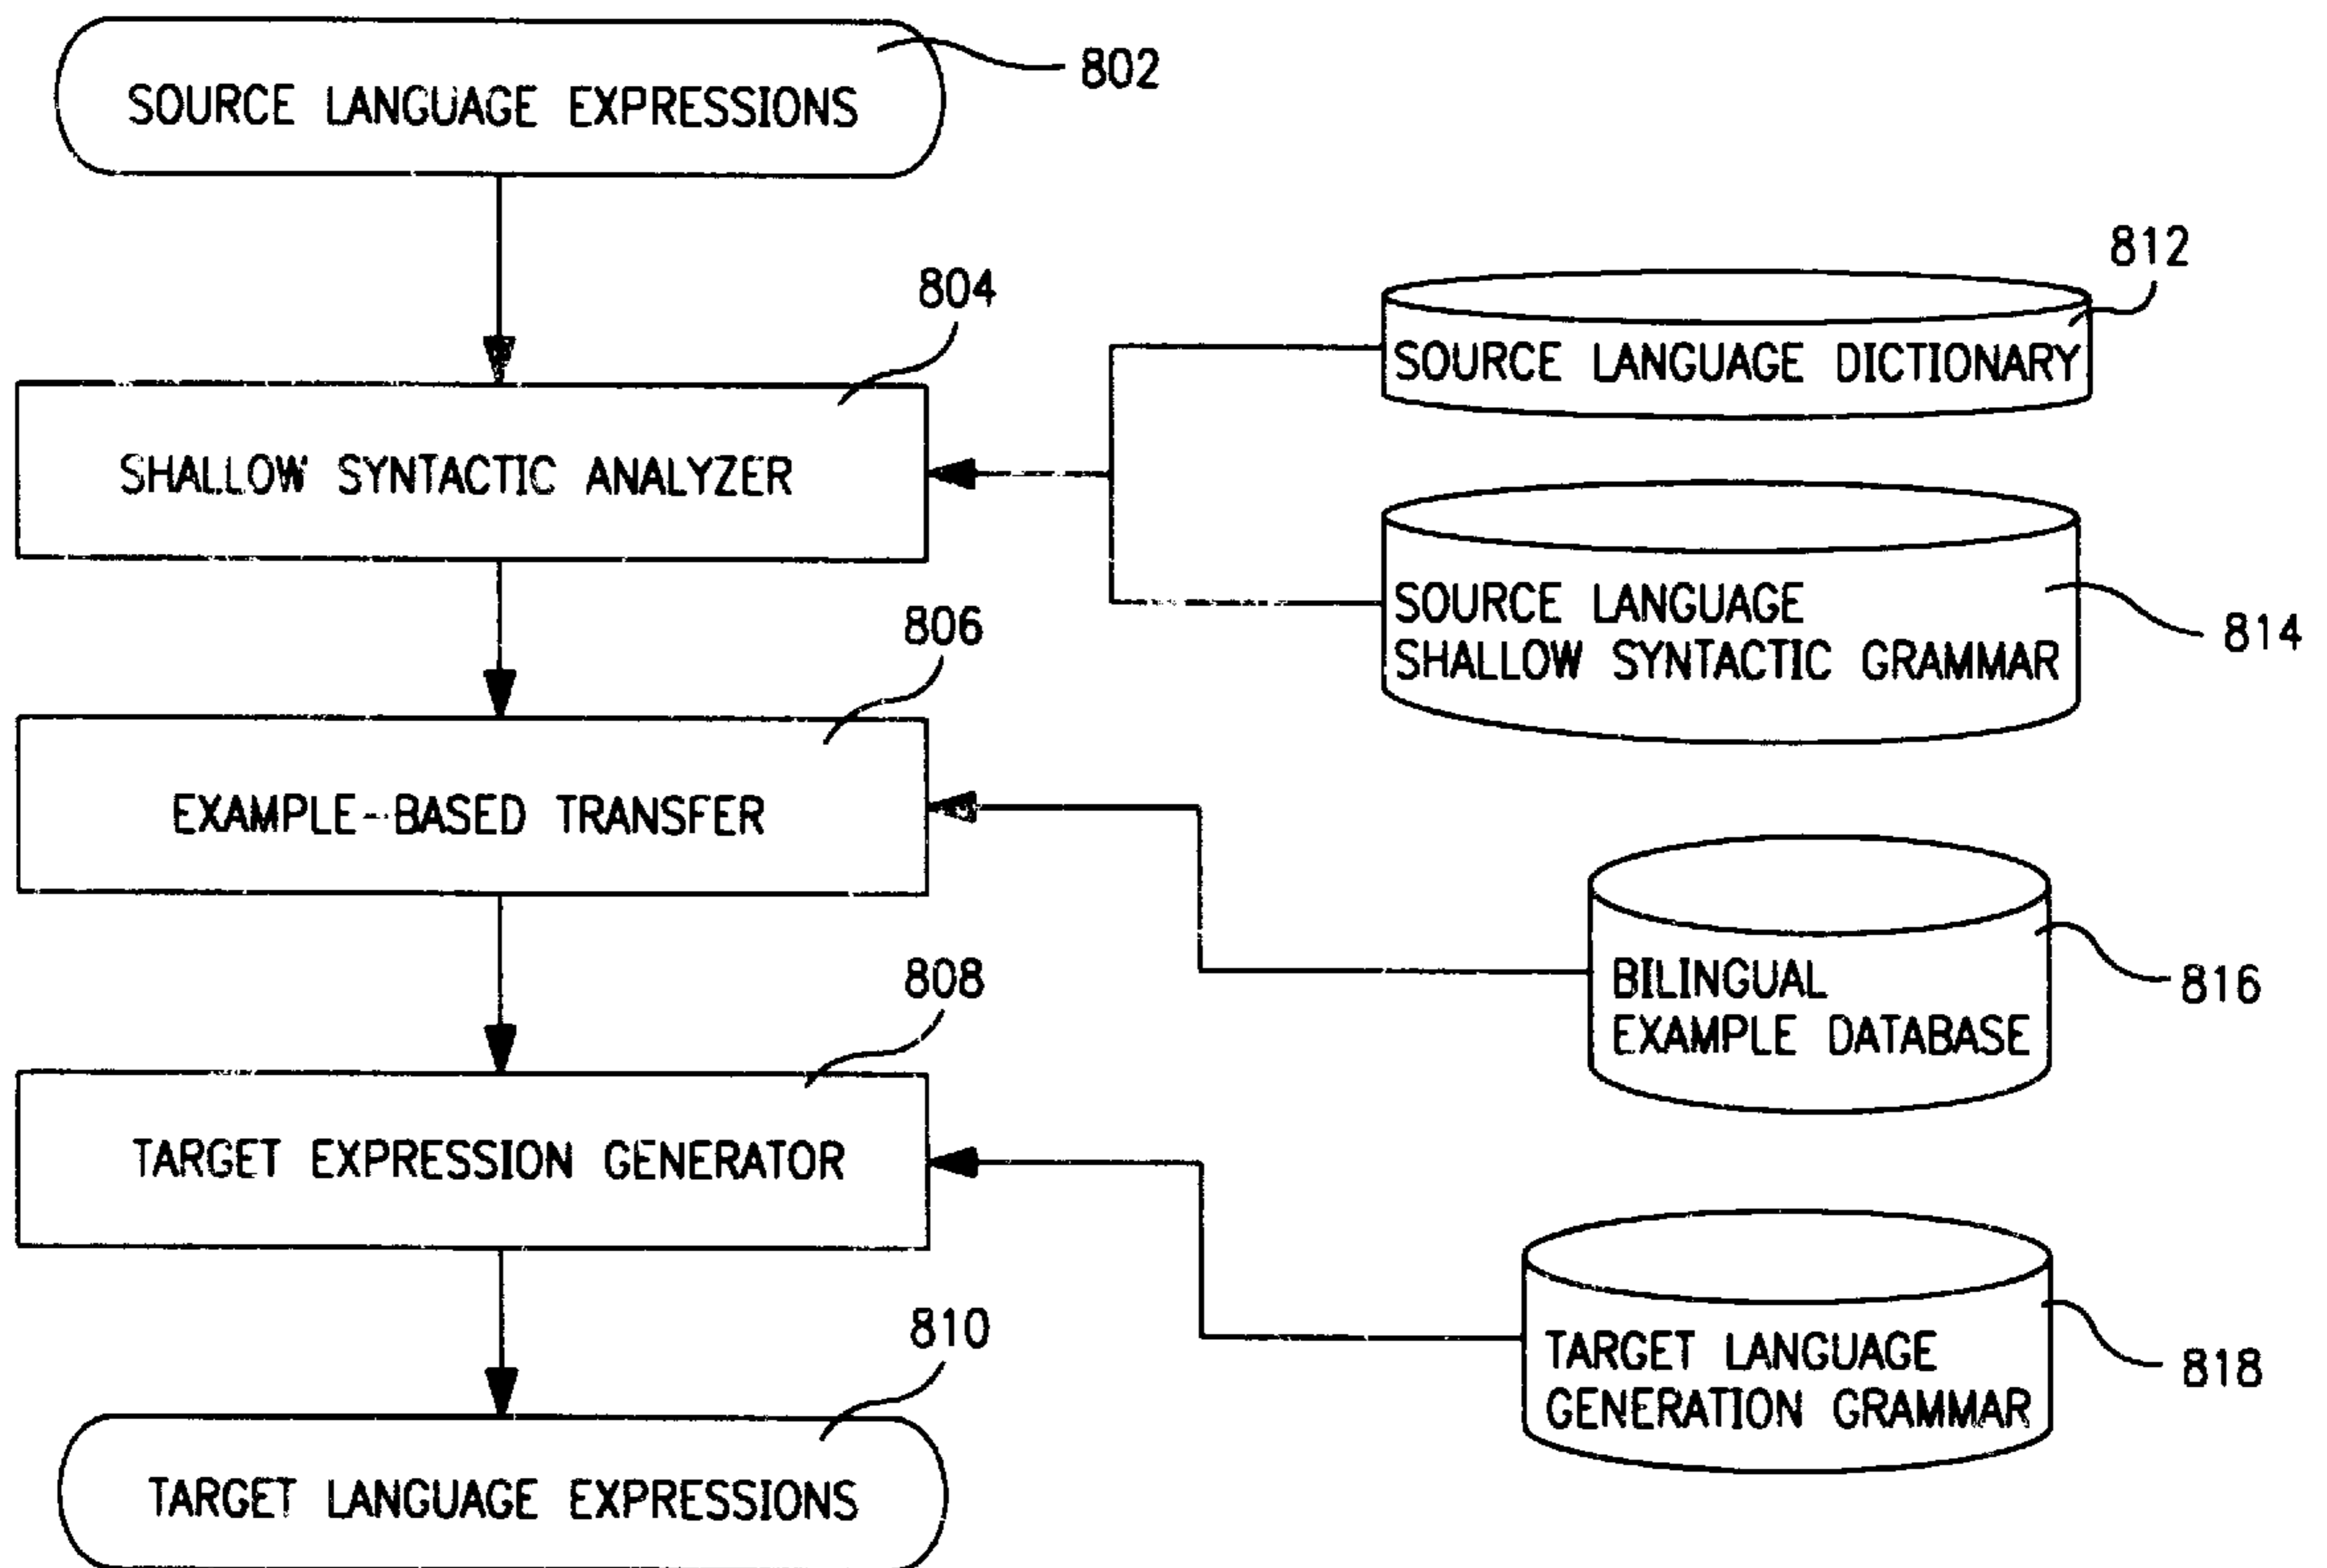 SOURCE LANGUAGE EXPRESSIONS
802
804
SHALLOW SYNTACTIC ANALYZER
812
SOURCE LANGUAGE DICTIONARY
SOURCE LANGUAGE
SHALLOW SYNTACTIC GRAMMAR
814
806
EXAMPLE-BASED TRANSFER
BILINGUAL
EXAMPLE DATABASE
816
808
TARGET EXPRESSION GENERATOR
TARGET LANGUAGE
GENERATION GRAMMAR
818
810
TARGET LANGUAGE EXPRESSIONS